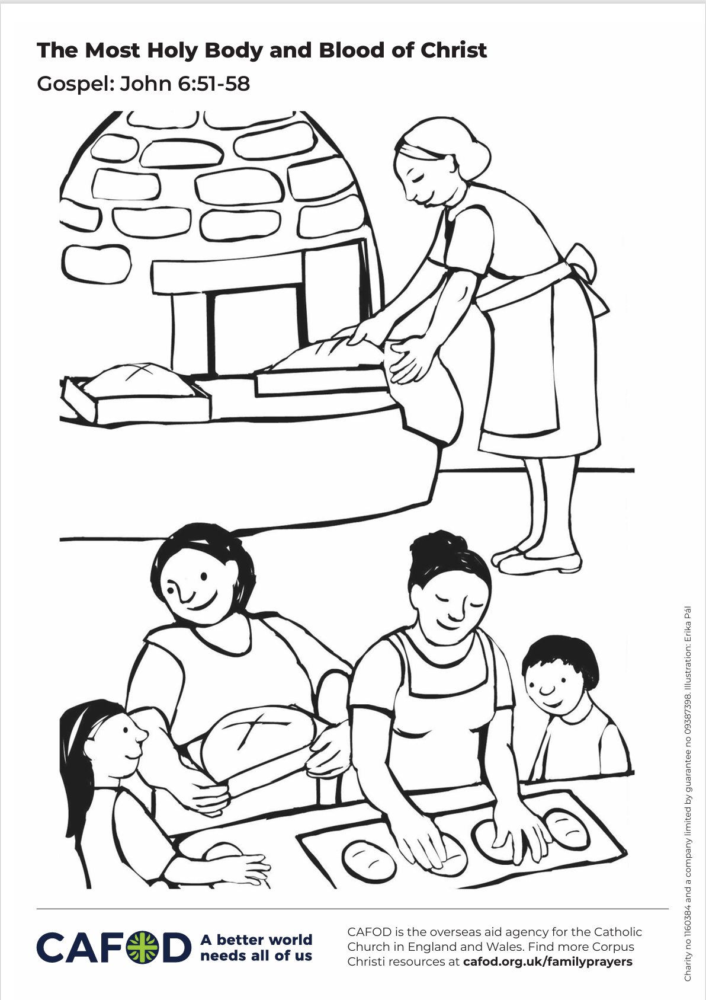 The Most Holy Body and Blood of Christ
Gospel: John 6:51-58
Charity no 1160384 and a company limited by guarantee no 09387398. Illustration: Erika Pál
CAFOD
A better world
needs all of us
CAFOD is the overseas aid agency for the Catholic
Church in England and Wales. Find more Corpus
Christi resources at cafod.org.uk/familyprayers